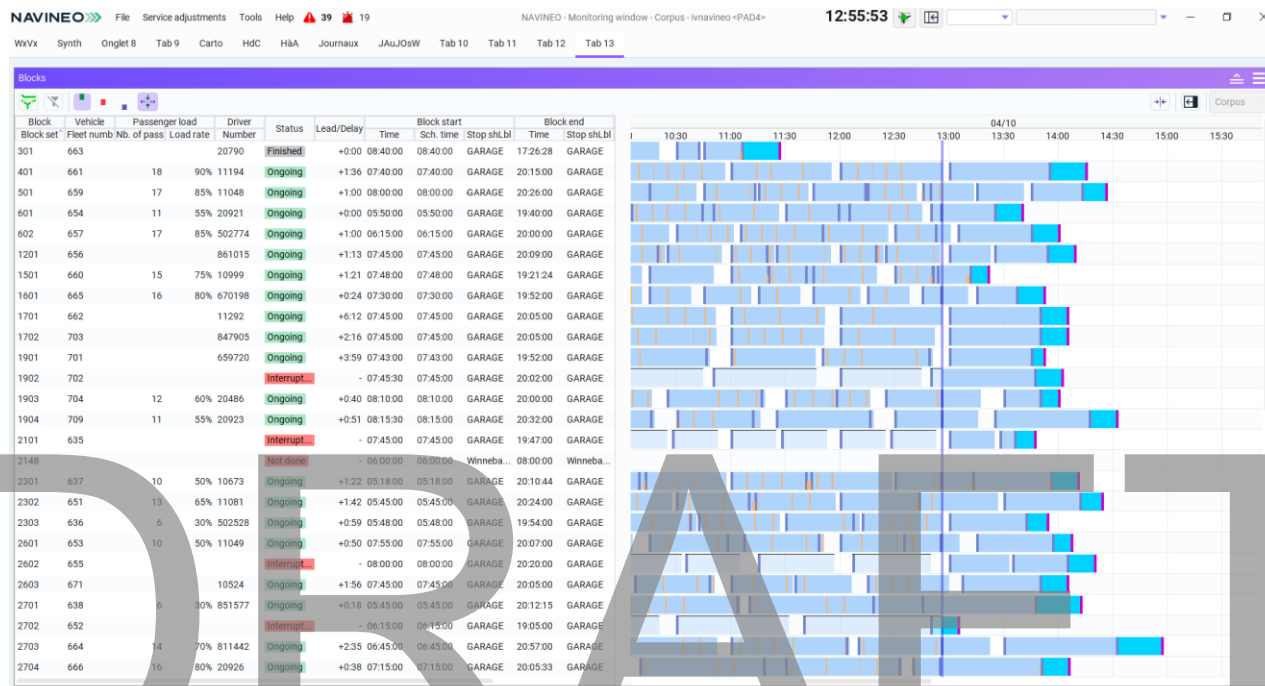 NAVINEO File Service adjustments Tools Help 39 19 NAVINEO - Monitoring window - Corpus - ivnavineo <PAD4> 12:55:53
WxVx Synth Onglet 8 Tab 9 Carto HdC HàA Journaux JAuJOsW Tab 10 Tab 11 Tab 12 Tab 13
Blocks
Corpus
Block Vehicle Passenger load Driver Status Lead/Delay Block start Block end 04/10
Block set Fleet numb Nb. of pass Load rate Number Time Sch. time Stop shLbl Time Stop shLbl 10:30 11:00 11:30 12:00 12:30 13:00 13:30 14:00 14:30 15:00 15:30
301 663 20790 Finished +0:00 08:40:00 08:40:00 GARAGE 17:26:28 GARAGE
401 661 18 90% 11194 Ongoing +1:36 07:40:00 07:40:00 GARAGE 20:15:00 GARAGE
501 659 17 85% 11048 Ongoing +1:00 08:00:00 08:00:00 GARAGE 20:26:00 GARAGE
601 654 11 55% 20921 Ongoing +0:00 05:50:00 05:50:00 GARAGE 19:40:00 GARAGE
602 657 17 85% 502774 Ongoing +1:00 06:15:00 06:15:00 GARAGE 20:00:00 GARAGE
1201 656 861015 Ongoing +1:13 07:45:00 07:45:00 GARAGE 20:09:00 GARAGE
1501 660 15 75% 10999 Ongoing +1:21 07:48:00 07:48:00 GARAGE 19:21:24 GARAGE
1601 665 16 80% 670198 Ongoing +0:24 07:30:00 07:30:00 GARAGE 19:52:00 GARAGE
1701 662 11292 Ongoing +6:12 07:45:00 07:45:00 GARAGE 20:05:00 GARAGE
1702 703 847905 Ongoing +2:16 07:45:00 07:45:00 GARAGE 20:05:00 GARAGE
1901 701 659720 Ongoing +3:59 07:43:00 07:43:00 GARAGE 19:52:00 GARAGE
1902 702 Interrupt... - 07:45:30 07:45:00 GARAGE 20:02:00 GARAGE
1903 704 12 60% 20486 Ongoing +0:40 08:10:00 08:10:00 GARAGE 20:00:00 GARAGE
1904 709 11 55% 20923 Ongoing +0:51 08:15:30 08:15:00 GARAGE 20:32:00 GARAGE
2101 635 Interrupt... - 07:45:00 07:45:00 GARAGE 19:47:00 GARAGE
2148 Not done - 06:00:00 06:00:00 Winneba... 08:00:00 Winneba...
2301 637 10 50% 10673 Ongoing +1:22 05:18:00 05:18:00 GARAGE 20:10:44 GARAGE
2302 651 13 65% 11081 Ongoing +1:42 05:45:00 05:45:00 GARAGE 20:24:00 GARAGE
2303 636 6 30% 502528 Ongoing +0:59 05:48:00 05:48:00 GARAGE 19:54:00 GARAGE
2601 653 10 50% 11049 Ongoing +0:50 07:55:00 07:55:00 GARAGE 20:07:00 GARAGE
2602 655 Interrupt... - 08:00:00 08:00:00 GARAGE 20:20:00 GARAGE
2603 671 10524 Ongoing +1:56 07:45:00 07:45:00 GARAGE 20:05:00 GARAGE
2701 638 6 30% 851577 Ongoing +0:18 05:45:00 05:45:00 GARAGE 20:12:15 GARAGE
2702 652 Interrupt... - 06:15:00 06:15:00 GARAGE 19:05:00 GARAGE
2703 664 14 70% 811442 Ongoing +2:35 06:45:00 06:45:00 GARAGE 20:57:00 GARAGE
2704 666 16 80% 20926 Ongoing +0:38 07:15:00 07:15:00 GARAGE 20:05:33 GARAGE
DRAFT